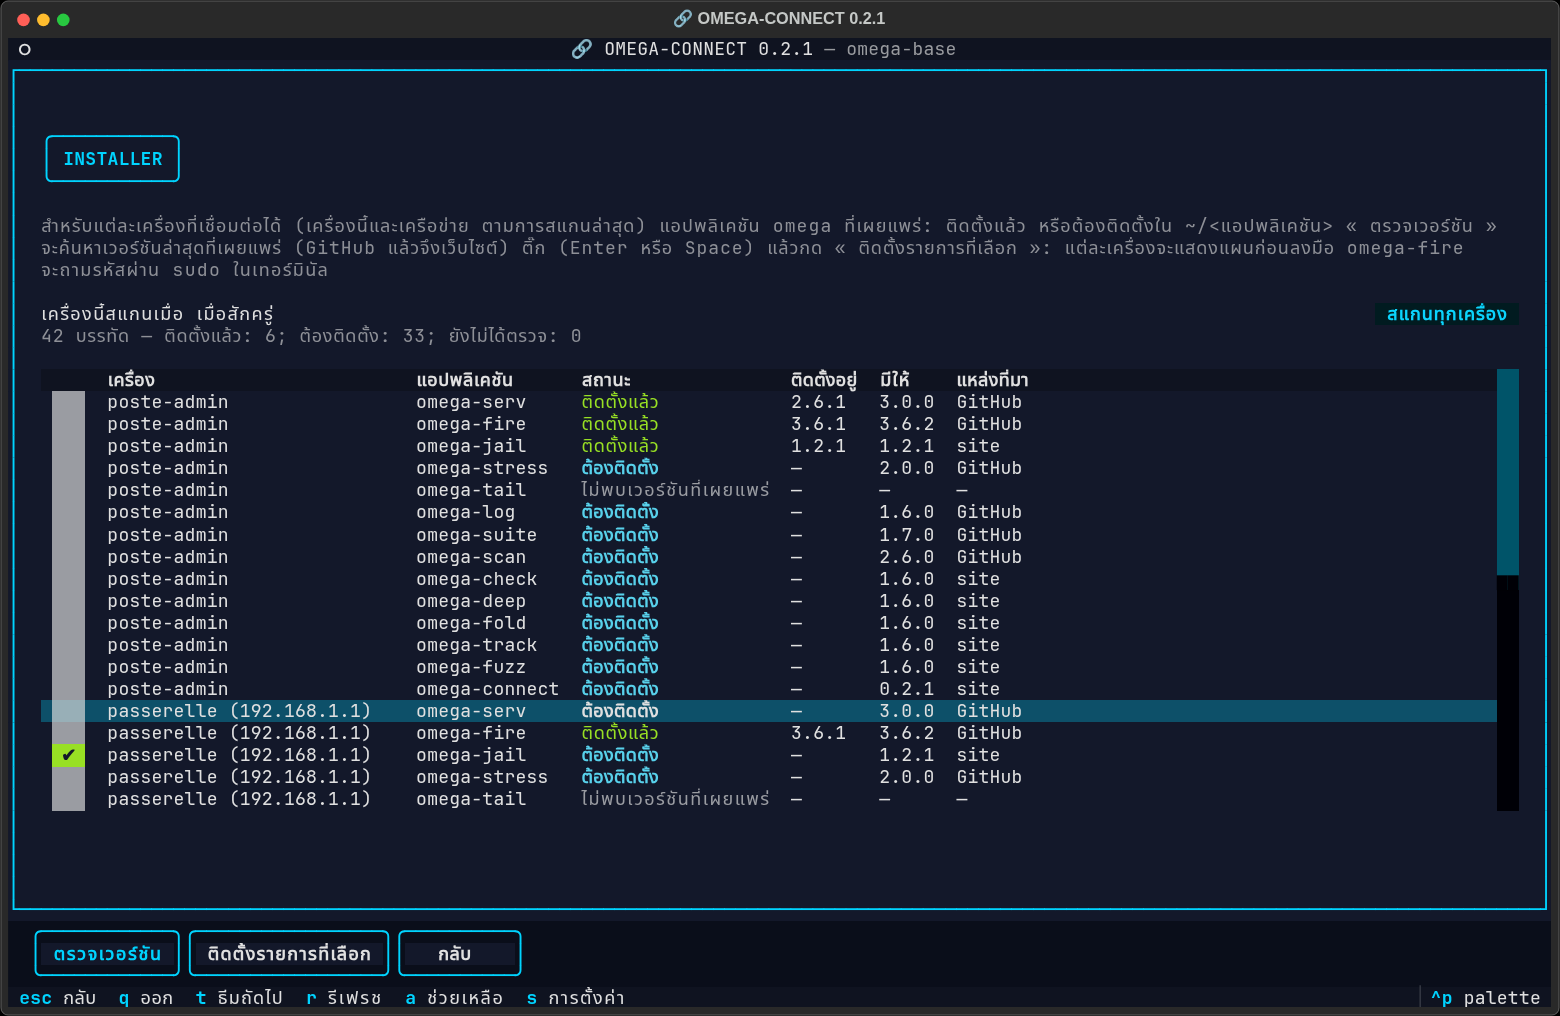 🔗 OMEGA-CONNECT 0.2.1
🔗 OMEGA-CONNECT 0.2.1 — omega-base
INSTALLER
สำหรับแต่ละเครื่องที่เชื่อมต่อได้ (เครื่องนี้และเครือข่าย ตามการสแกนล่าสุด) แอปพลิเคชัน omega ที่เผยแพร่: ติดตั้งแล้ว หรือต้องติดตั้งใน ~/<แอปพลิเคชัน> « ตรวจเวอร์ชัน »
จะค้นหาเวอร์ชันล่าสุดที่เผยแพร่ (GitHub แล้วจึงเว็บไซต์) ติ๊ก (Enter หรือ Space) แล้วกด « ติดตั้งรายการที่เลือก »: แต่ละเครื่องจะแสดงแผนก่อนลงมือ omega-fire
จะถามรหัสผ่าน sudo ในเทอร์มินัล
เครื่องนี้สแกนเมื่อ เมื่อสักครู่ สแกนทุกเครื่อง
42 บรรทัด — ติดตั้งแล้ว: 6; ต้องติดตั้ง: 33; ยังไม่ได้ตรวจ: 0
เครื่อง แอปพลิเคชัน สถานะ ติดตั้งอยู่ มีให้ แหล่งที่มา
poste-admin omega-serv ติดตั้งแล้ว 2.6.1 3.0.0 GitHub
poste-admin omega-fire ติดตั้งแล้ว 3.6.1 3.6.2 GitHub
poste-admin omega-jail ติดตั้งแล้ว 1.2.1 1.2.1 site
poste-admin omega-stress ต้องติดตั้ง — 2.0.0 GitHub
poste-admin omega-tail ไม่พบเวอร์ชันที่เผยแพร่ — — —
poste-admin omega-log ต้องติดตั้ง — 1.6.0 GitHub
poste-admin omega-suite ต้องติดตั้ง — 1.7.0 GitHub
poste-admin omega-scan ต้องติดตั้ง — 2.6.0 GitHub
poste-admin omega-check ต้องติดตั้ง — 1.6.0 site
poste-admin omega-deep ต้องติดตั้ง — 1.6.0 site
poste-admin omega-fold ต้องติดตั้ง — 1.6.0 site
poste-admin omega-track ต้องติดตั้ง — 1.6.0 site
poste-admin omega-fuzz ต้องติดตั้ง — 1.6.0 site
poste-admin omega-connect ต้องติดตั้ง — 0.2.1 site
passerelle (192.168.1.1) omega-serv ต้องติดตั้ง — 3.0.0 GitHub
passerelle (192.168.1.1) omega-fire ติดตั้งแล้ว 3.6.1 3.6.2 GitHub
✔ passerelle (192.168.1.1) omega-jail ต้องติดตั้ง — 1.2.1 site
passerelle (192.168.1.1) omega-stress ต้องติดตั้ง — 2.0.0 GitHub
passerelle (192.168.1.1) omega-tail ไม่พบเวอร์ชันที่เผยแพร่ — — —
ตรวจเวอร์ชัน ติดตั้งรายการที่เลือก กลับ
esc กลับ q ออก t ธีมถัดไป r รีเฟรช a ช่วยเหลือ s การตั้งค่า ^p palette